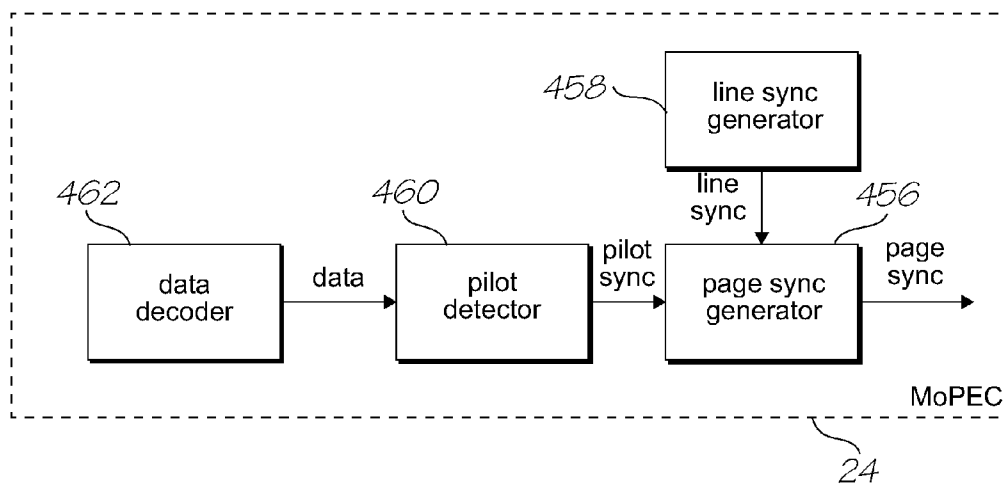 458
line sync
generator
line
sync
462
460
456
data
decoder
data
pilot
detector
pilot
sync
page sync
generator
page
sync
MoPEC
24